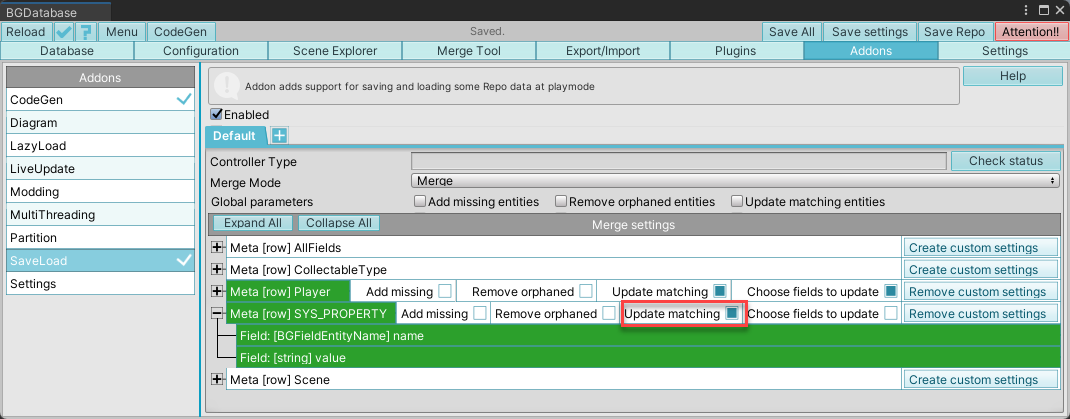 BGDatabase
Reload ? Menu CodeGen Saved. Save All Save settings Save Repo Attention!!
Database Configuration Scene Explorer Merge Tool Export/Import Plugins Addons Settings
Addons
CodeGen
Diagram
LazyLoad
LiveUpdate
Modding
MultiThreading
Partition
SaveLoad
Settings
! Addon adds support for saving and loading some Repo data at playmode
Help
Enabled
Default +
Controller Type Check status
Merge Mode Merge
Global parameters Add missing entities Remove orphaned entities Update matching entities
Expand All Collapse All Merge settings
Meta [row] AllFields Create custom settings
Meta [row] CollectableType Create custom settings
Meta [row] Player Add missing Remove orphaned Update matching Choose fields to update Remove custom settings
Meta [row] SYS_PROPERTY Add missing Remove orphaned Update matching Choose fields to update Remove custom settings
Field: [BGFieldEntityName] name
Field: [string] value
Meta [row] Scene Create custom settings